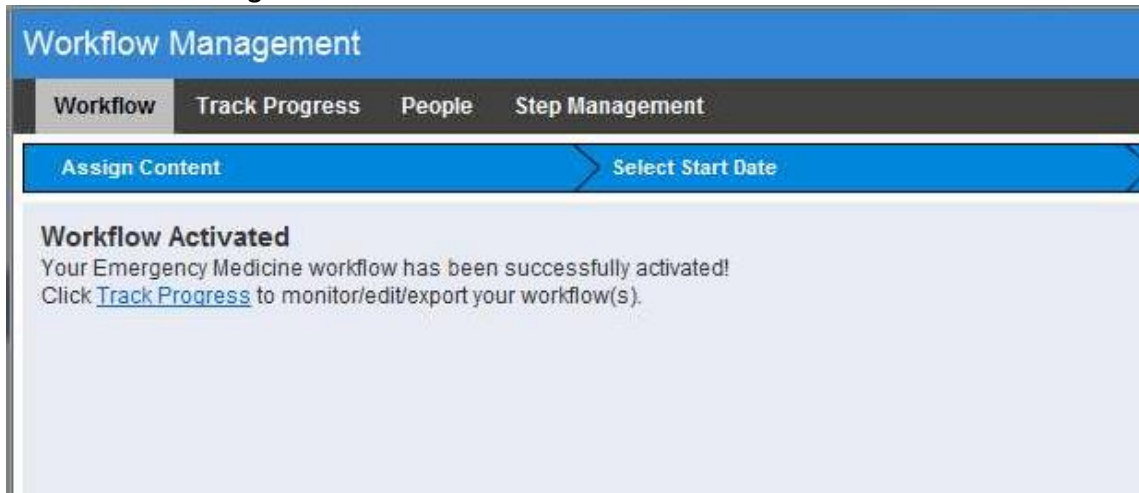 Workflow Management
Workflow Track Progress People Step Management
Assign Content Select Start Date
Workflow Activated
Your Emergency Medicine workflow has been successfully activated!
Click Track Progress to monitor/edit/export your workflow(s).